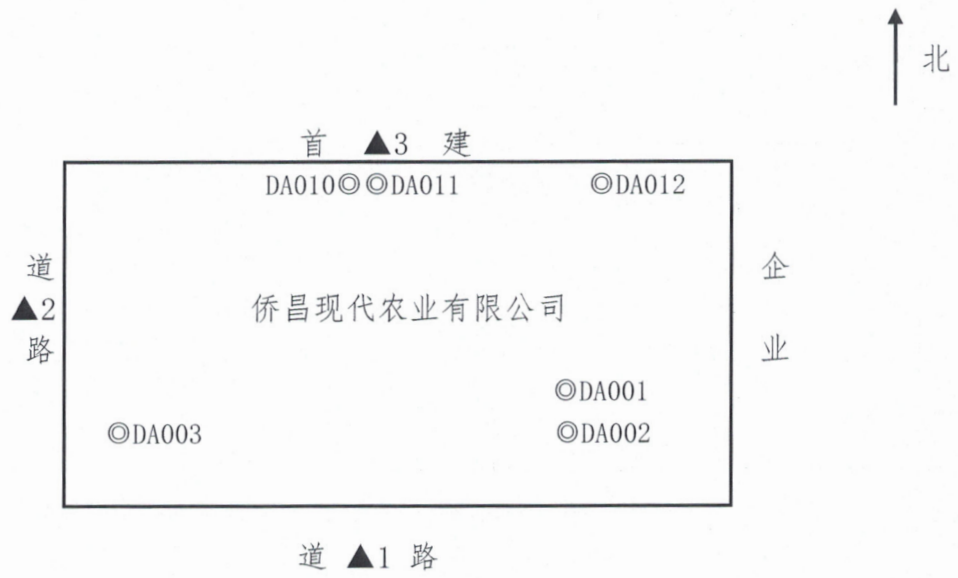 北
首 ▲3 建
DA010◎ ◎DA011 ◎DA012
道
▲2
路
侨昌现代农业有限公司
企
业
◎DA001
◎DA003 ◎DA002
道 ▲1 路